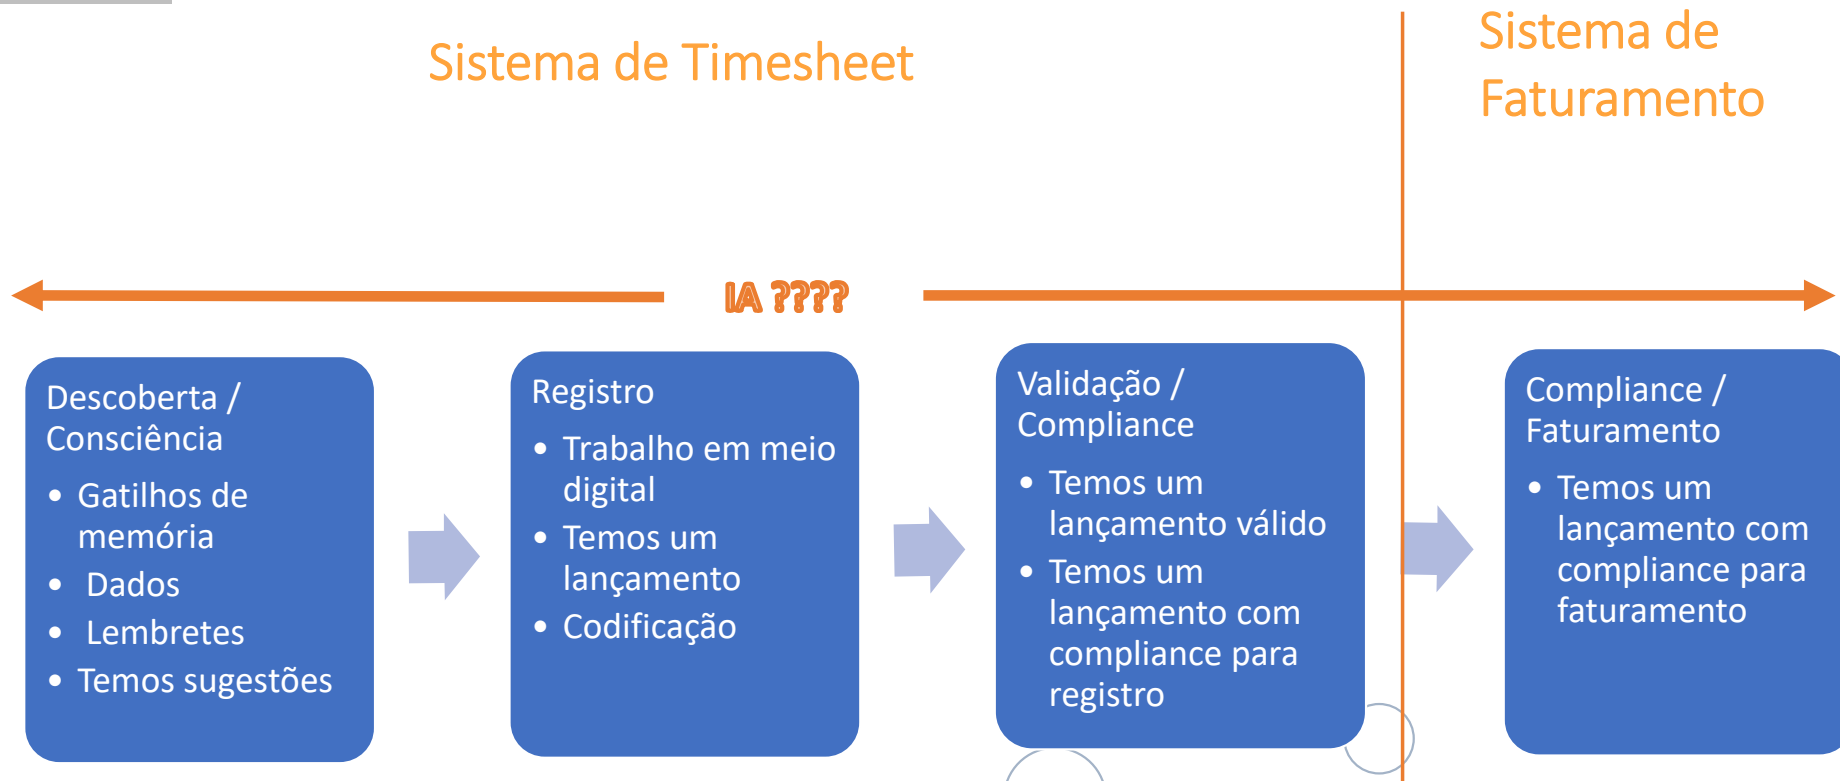 Sistema de Timesheet
Sistema de
Faturamento
IA ????
Descoberta /
Consciência
• Gatilhos de
memória
• Dados
• Lembretes
• Temos sugestões
Registro
• Trabalho em meio
digital
• Temos um
lançamento
• Codificação
Validação /
Compliance
• Temos um
lançamento válido
• Temos um
lançamento com
compliance para
registro
Compliance /
Faturamento
• Temos um
lançamento com
compliance para
faturamento